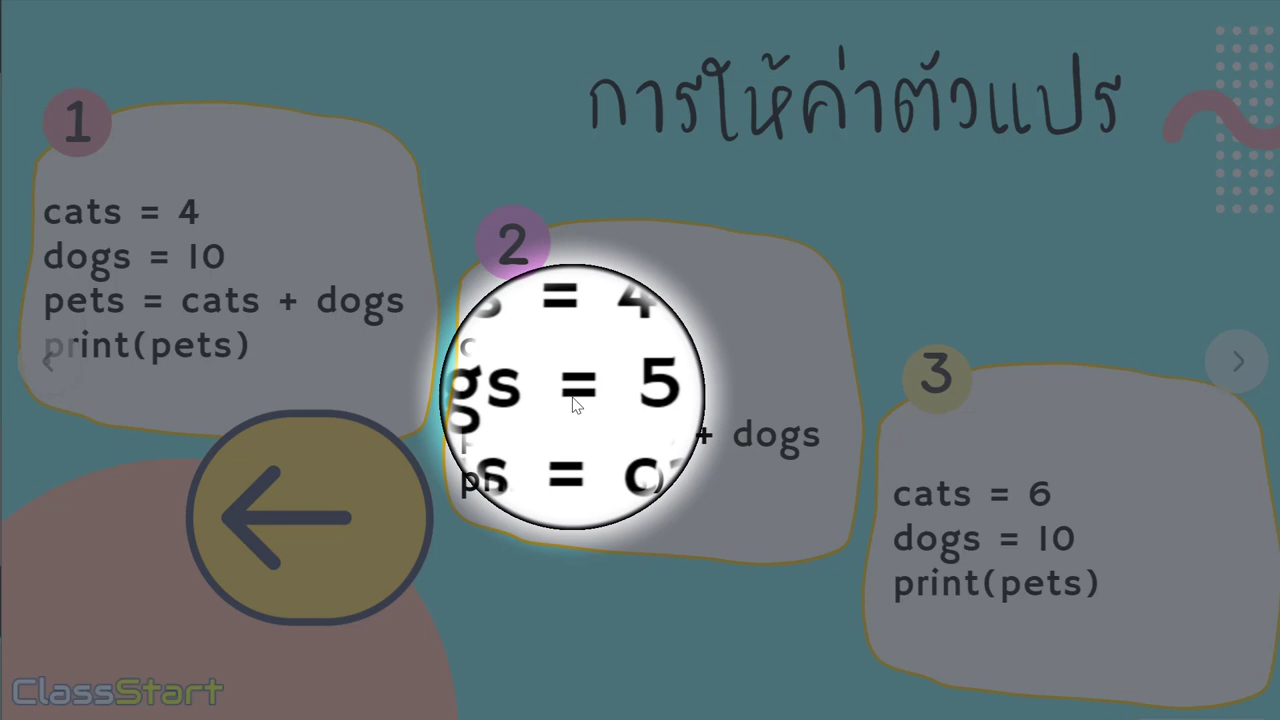 การให้ค่าตัวแปร
1
cats = 4
dogs = 10
pets = cats + dogs
print(pets)
2
s = 4
gs = 5
+ dogs
s = c
3
cats = 6
dogs = 10
print(pets)
ClassStart